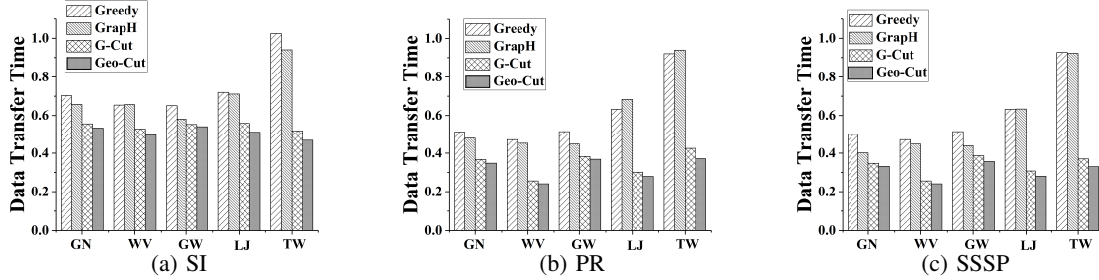 Data Transfer Time
1.0
0.8
0.6
0.4
0.2
0.0
Greedy
GrapH
G-Cut
Geo-Cut
GN WV GW LJ TW
(a) SI
Data Transfer Time
1.0
0.8
0.6
0.4
0.2
0.0
Greedy
GrapH
G-Cut
Geo-Cut
GN WV GW LJ TW
(b) PR
Data Transfer Time
1.0
0.8
0.6
0.4
0.2
0.0
Greedy
GrapH
G-Cut
Geo-Cut
GN WV GW LJ TW
(c) SSSP